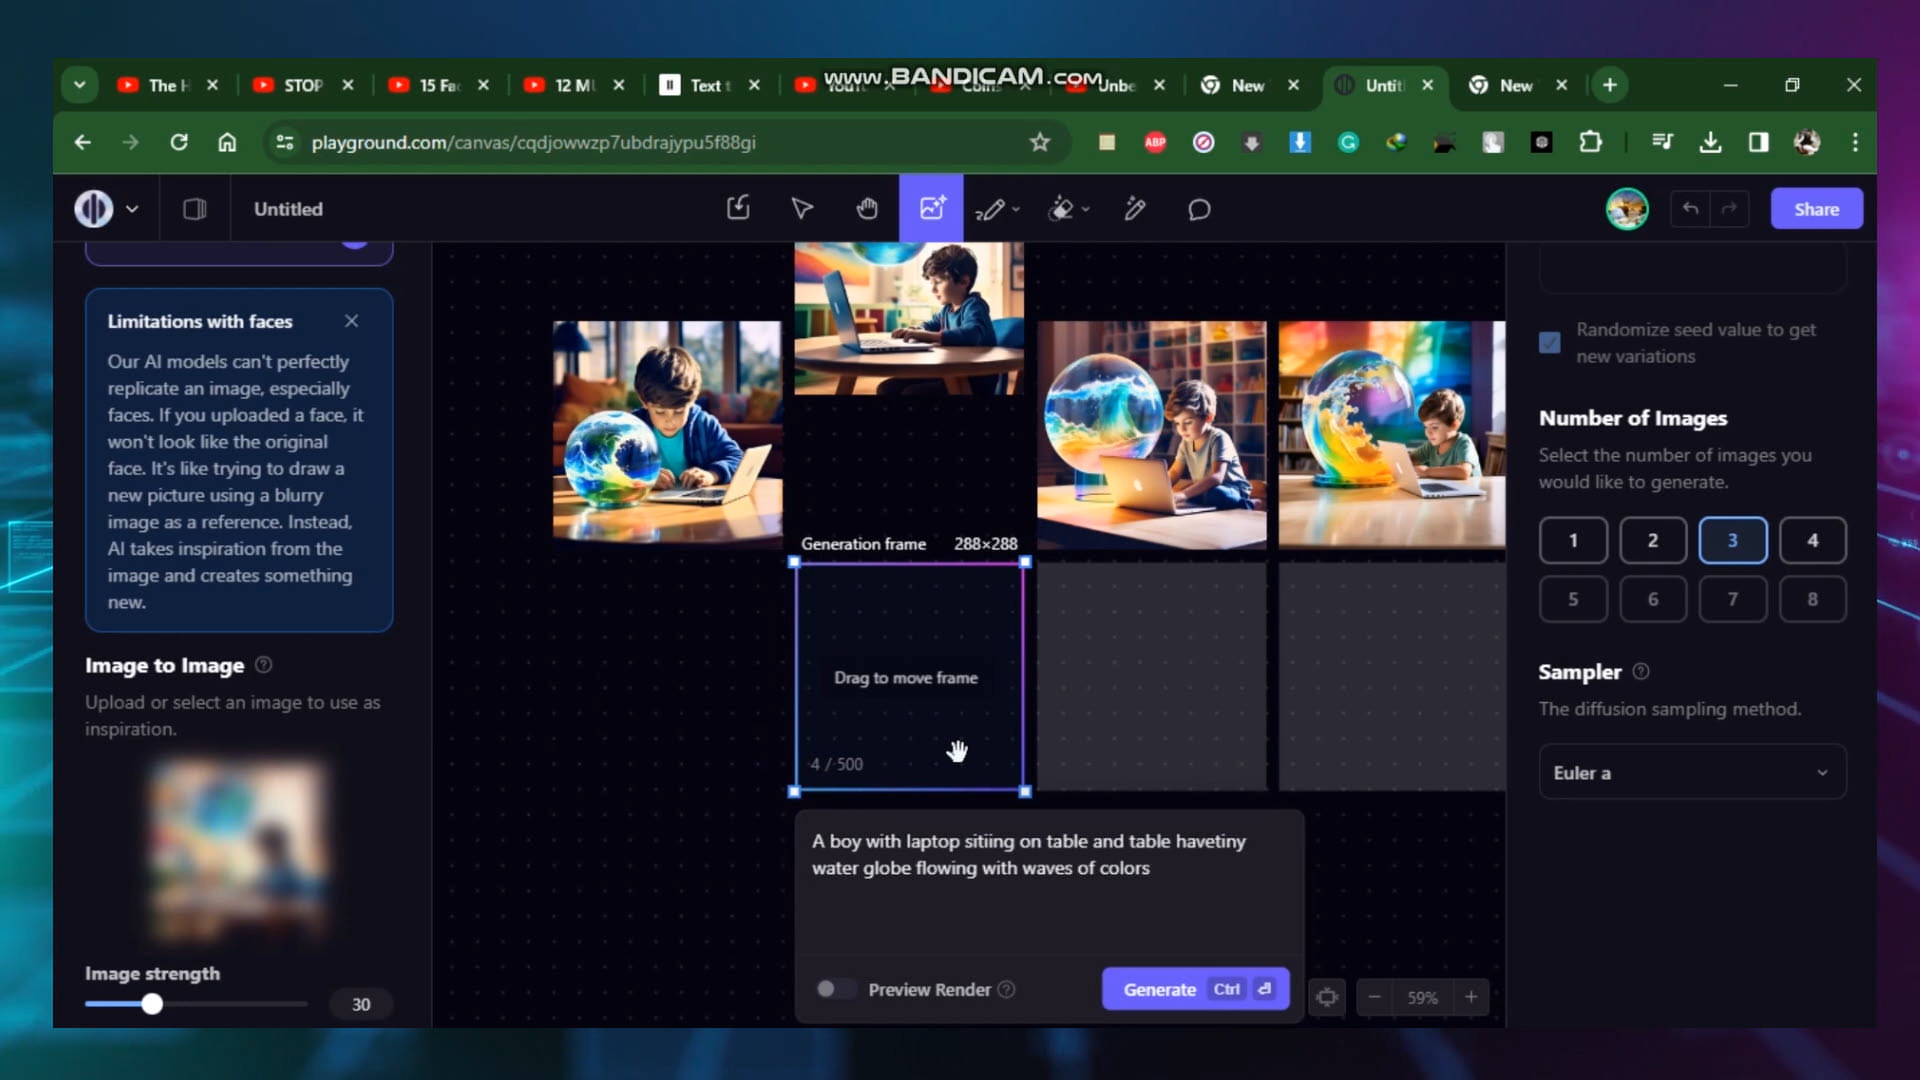 The H
STOP
15 Fac
12 MU
Text t
www.BANDICAM.com
YouT
Coins
Unbe
New
Untit
New
playground.com/canvas/cqdjowwzp7ubdrajypu5f88gi
ABP
Untitled
Share
Limitations with faces
Our AI models can't perfectly
replicate an image, especially
faces. If you uploaded a face, it
won't look like the original
face. It's like trying to draw a
new picture using a blurry
image as a reference. Instead,
AI takes inspiration from the
image and creates something
new.
Image to Image
Upload or select an image to use as
inspiration.
Image strength
30
Generation frame 288×288
Drag to move frame
4 / 500
A boy with laptop sitiing on table and table havetiny
water globe flowing with waves of colors
Preview Render
Generate Ctrl
59%
Randomize seed value to get
new variations
Number of Images
Select the number of images you
would like to generate.
1 2 3 4
5 6 7 8
Sampler
The diffusion sampling method.
Euler a